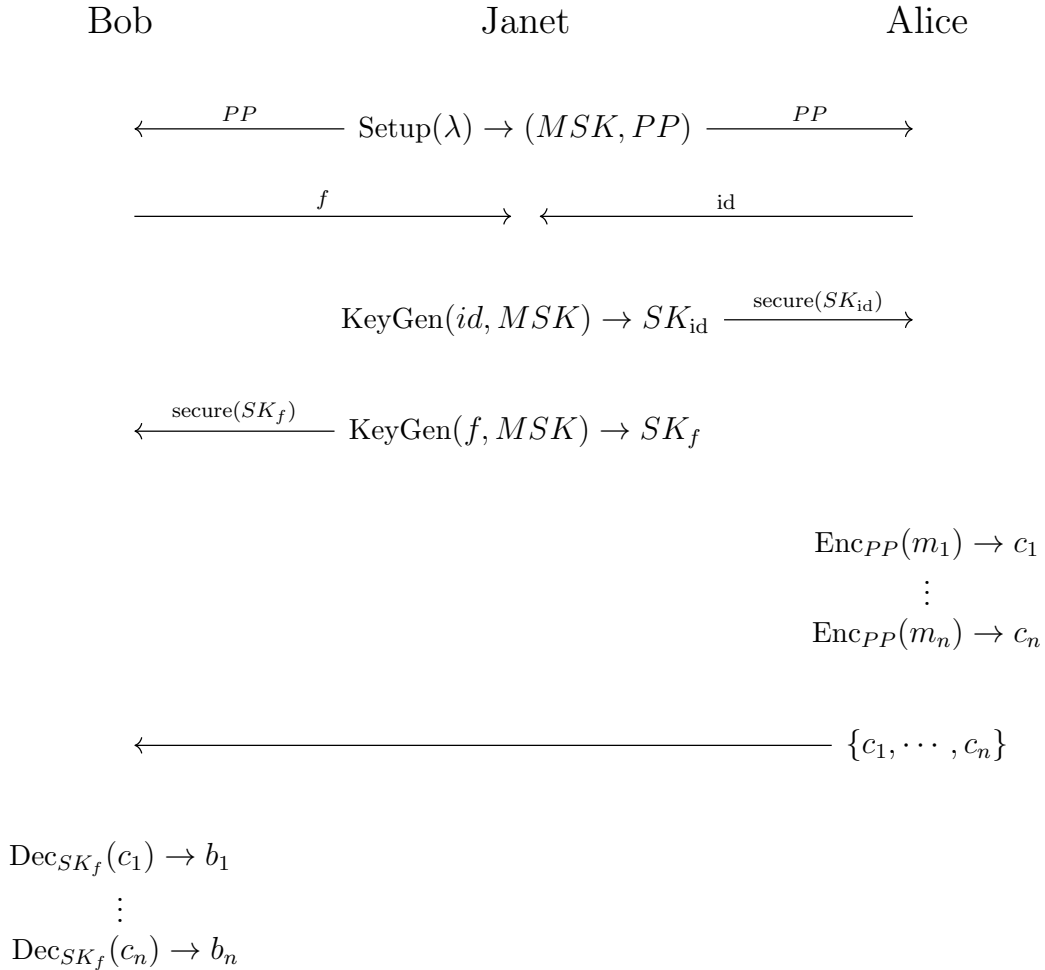 Bob Janet Alice
PP Setup(λ) → (MSK, PP) PP
f id
KeyGen(id, MSK) → SK_id secure(SK_id)
secure(SK_f) KeyGen(f, MSK) → SK_f
Enc_PP(m_1) → c_1
⋮
Enc_PP(m_n) → c_n
{c_1, ⋯ , c_n}
Dec_SK_f(c_1) → b_1
⋮
Dec_SK_f(c_n) → b_n